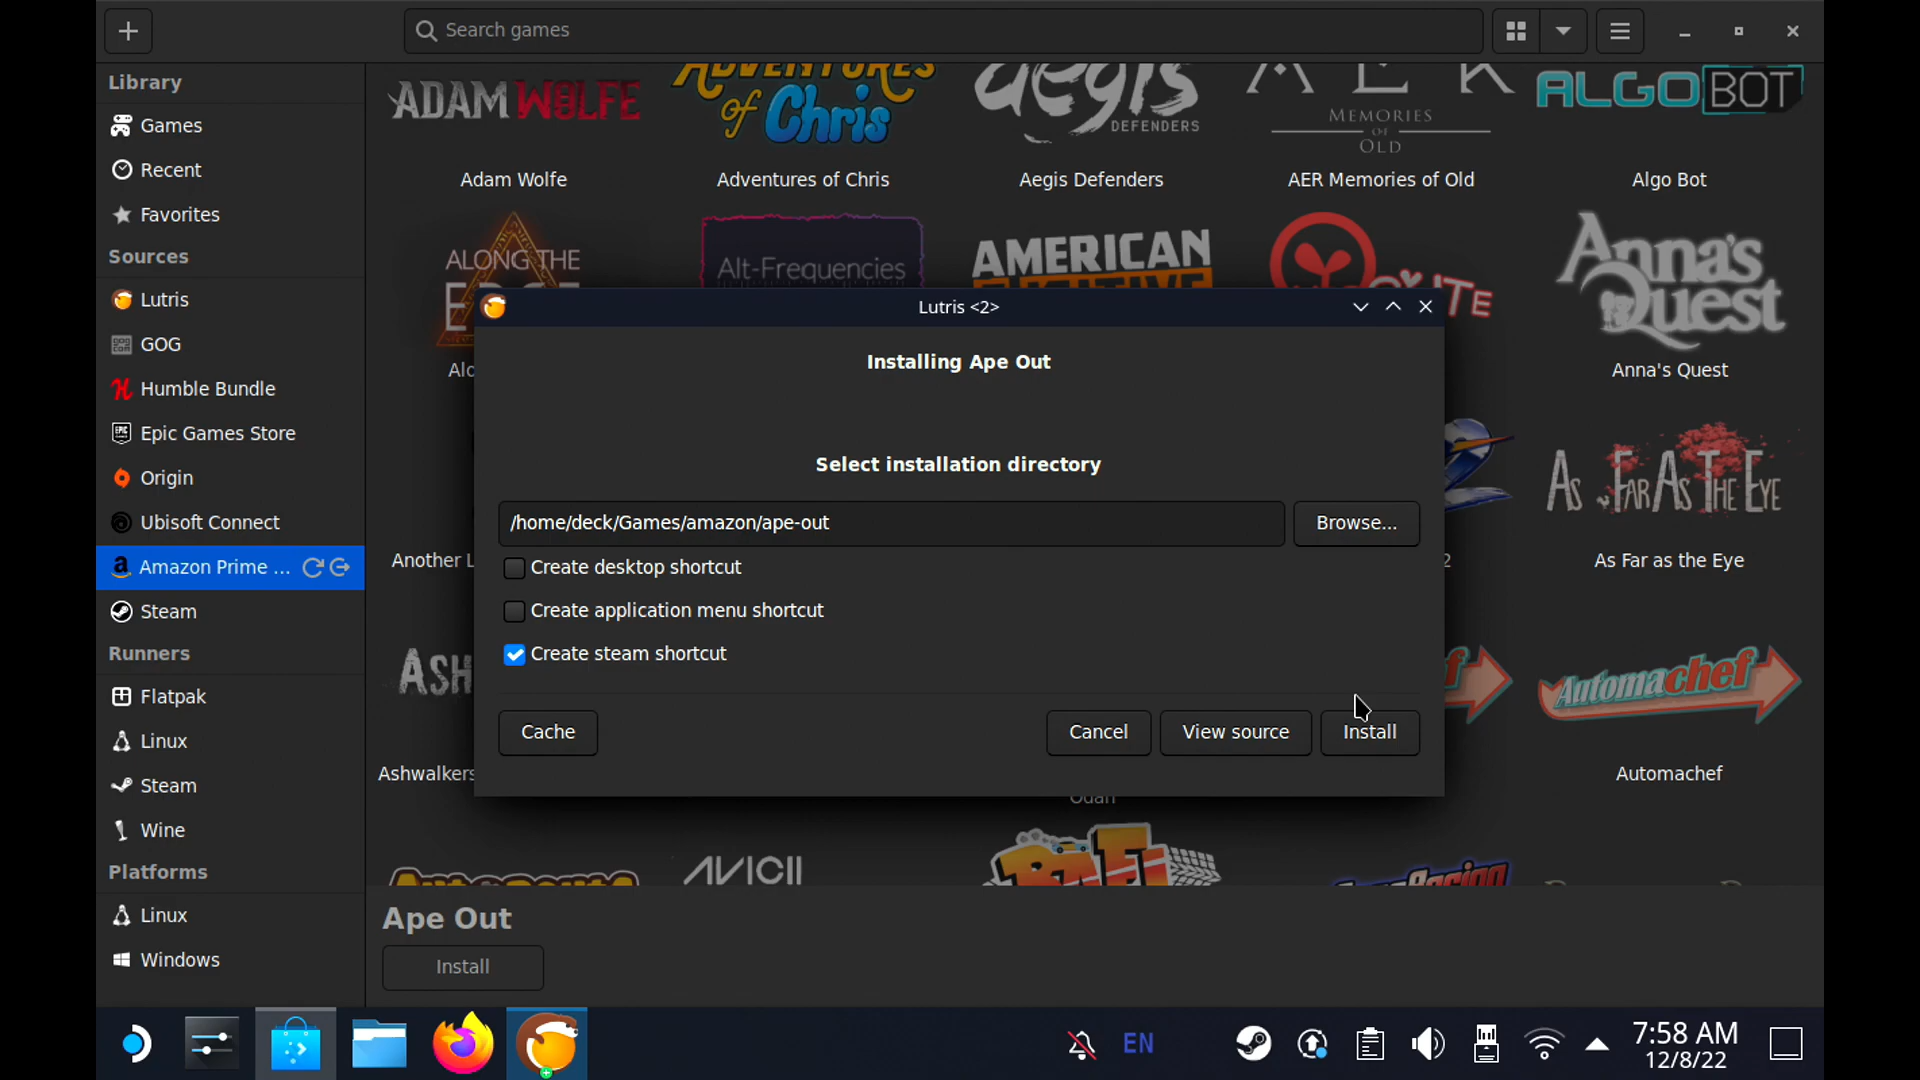 Search games
Library
Games
Recent
Favorites
Sources
Lutris
GOG
Humble Bundle
Epic Games Store
Origin
Ubisoft Connect
Amazon Prime ...
Steam
Runners
Flatpak
Linux
Steam
Wine
Platforms
Linux
Windows
ADAM WOLFE
ADVENTURES
of Chris
aegis
DEFENDERS
AER
MEMORIES
OF
OLD
ALGO BOT
Adam Wolfe
Adventures of Chris
Aegis Defenders
AER Memories of Old
Algo Bot
ALONG THE
EDGE
Alt-Frequencies
AMERICAN
FUGITIVE
Anna's
Quest
Anna's Quest
Lutris <2>
Installing Ape Out
Select installation directory
/home/deck/Games/amazon/ape-out
Browse...
Create desktop shortcut
Create application menu shortcut
Create steam shortcut
Cache
Cancel
View source
Install
Another L
2
AS FAR AS THE EYE
As Far as the Eye
ASH
Ashwalkers
Automachef
Automachef
AVICII
Ape Out
Install
EN
7:58 AM
12/8/22